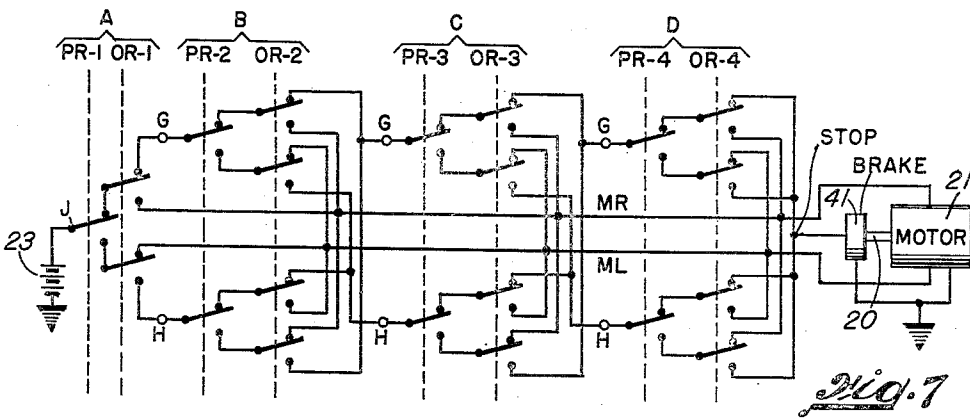 A B C D
PR-1 OR-1 PR-2 OR-2 PR-3 OR-3 PR-4 OR-4
G G G
STOP
BRAKE
21
41
J
MR
MOTOR
23
ML
20
H H H
Fig. 7